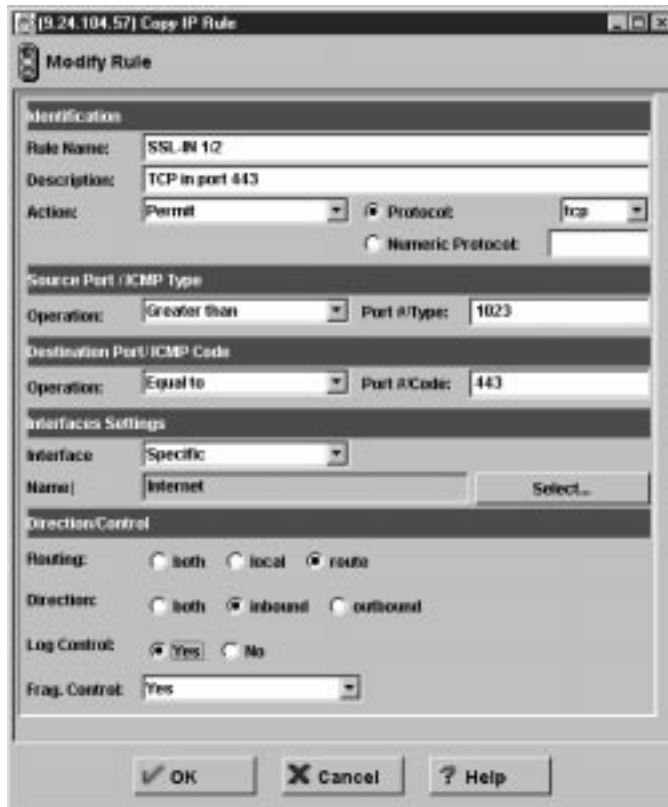 (9.24.104.57) Copy IP Rule
Modify Rule
Identification
Rule Name: SSL-IN 1/2
Description: TCP in port 443
Action: Permit Protocol: tcp
Numeric Protocol:
Source Port / ICMP Type
Operation: Greater than Port #/Type: 1023
Destination Port/ ICMP Code
Operation: Equal to Port #/Code: 443
Interfaces Settings
Interface Specific
Name| Internet Select...
Direction/Control
Routing: both local route
Direction: both inbound outbound
Log Control: Yes No
Frag. Control: Yes
OK Cancel ? Help